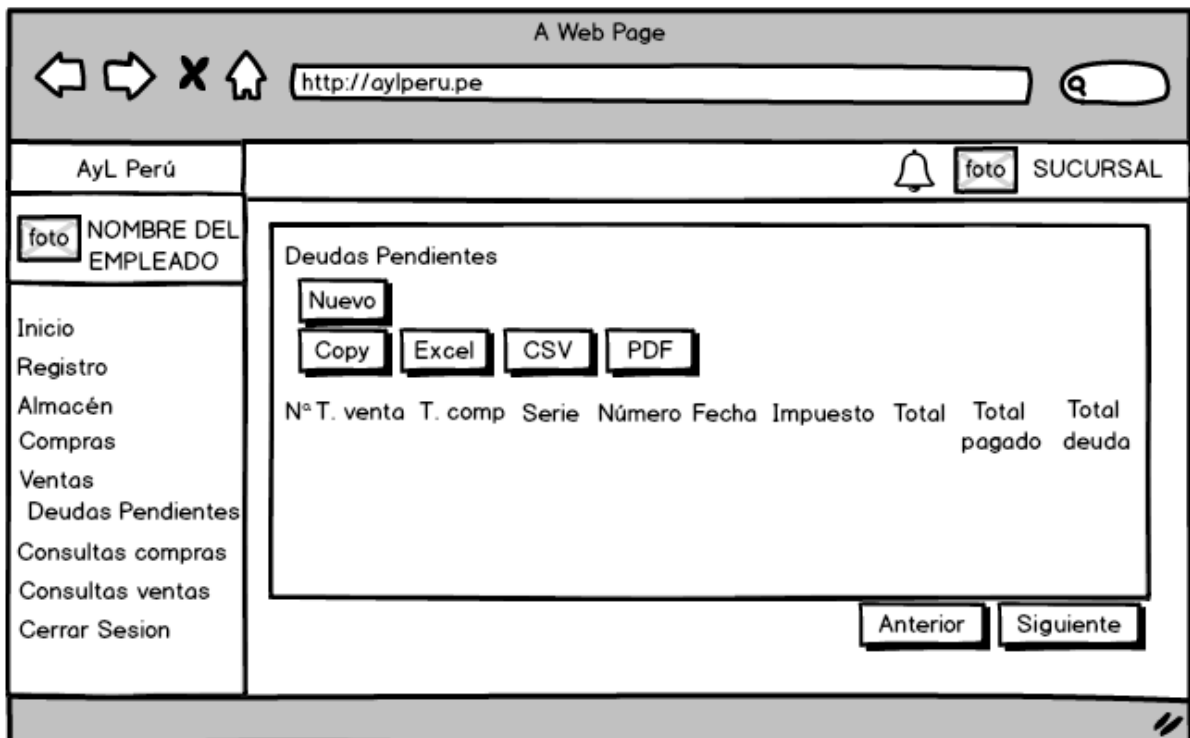 A Web Page
http://aylperu.pe
AyL Perú
foto SUCURSAL
foto NOMBRE DEL
EMPLEADO
Inicio
Registro
Almacén
Compras
Ventas
Deudas Pendientes
Consultas compras
Consultas ventas
Cerrar Sesion
Deudas Pendientes
Nuevo
Copy Excel CSV PDF
Nª T. venta T. comp Serie Número Fecha Impuesto Total Total pagado Total deuda
Anterior Siguiente